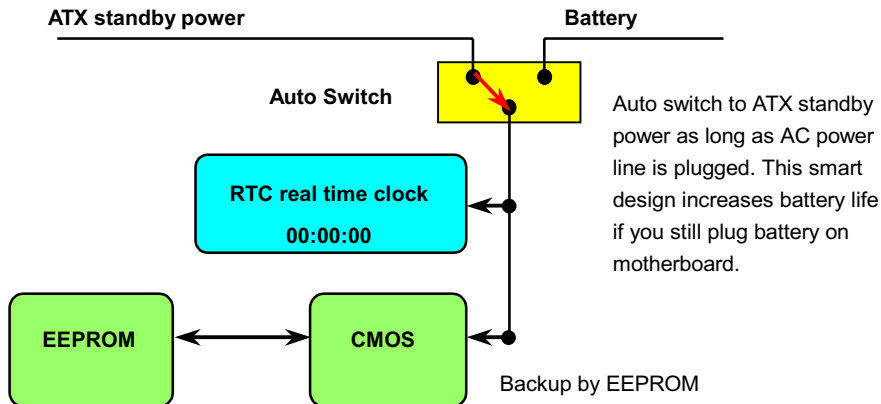 ATX standby power
Battery
Auto Switch
Auto switch to ATX standby
power as long as AC power
line is plugged. This smart
design increases battery life
if you still plug battery on
motherboard.
RTC real time clock
00:00:00
EEPROM
CMOS
Backup by EEPROM